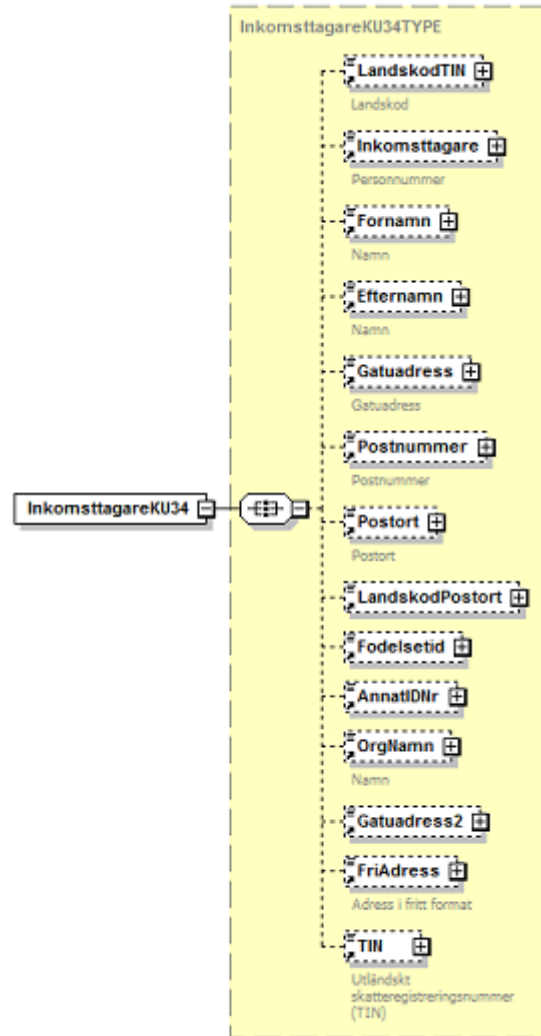 InkomsttagareKU34TYPE
LandskodTIN
Landskod
Inkomsttagare
Personnummer
Fornamn
Namn
Efternamn
Namn
Gatuadress
Gatuadress
Postnummer
Postnummer
InkomsttagareKU34
Postort
Postort
LandskodPostort
Fodelsetid
AnnatIDNr
OrgNamn
Namn
Gatuadress2
FriAdress
Adress i fritt format
TIN
Utländskt
skatteregistreringsnummer
(TIN)